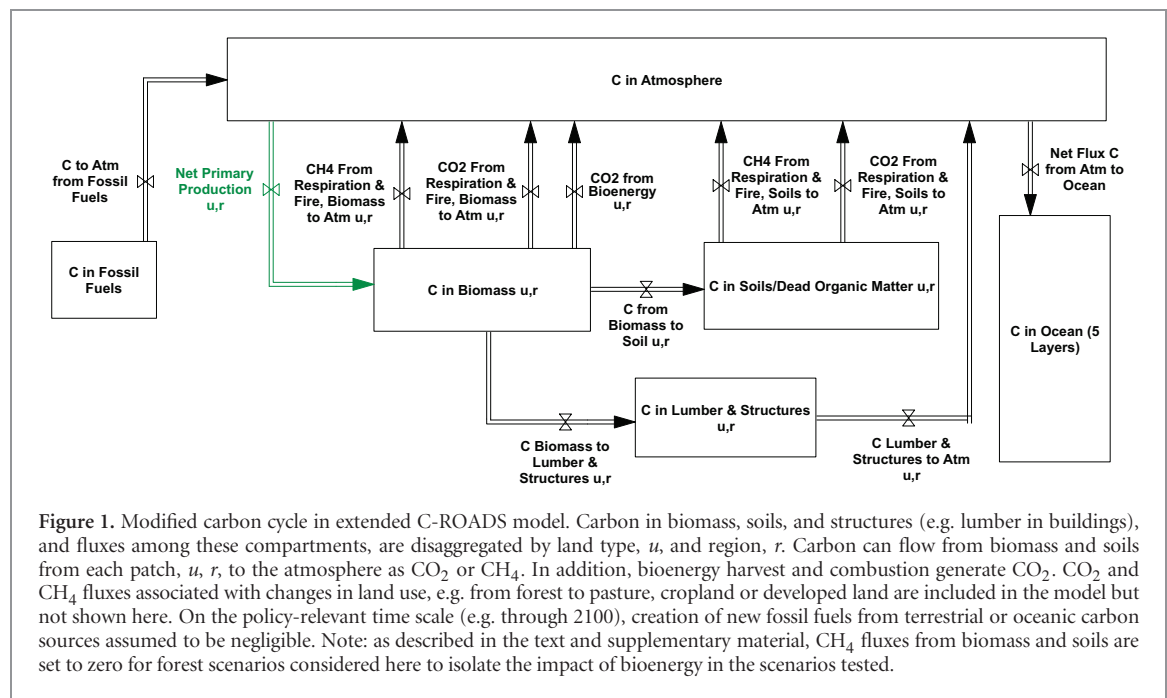 C in Atmosphere
C to Atm
from Fossil
Fuels
Net Primary
Production
u,r
CH4 From
Respiration &
Fire, Biomass
to Atm u,r
CO2 From
Respiration &
Fire, Biomass
to Atm u,r
CO2 from
Bioenergy
u,r
CH4 From
Respiration &
Fire, Soils to
Atm u,r
CO2 From
Respiration &
Fire, Soils to
Atm u,r
Net Flux C
from Atm to
Ocean
C in Fossil
Fuels
C in Biomass u,r
C from
Biomass to
Soil u,r
C in Soils/Dead Organic Matter u,r
C in Ocean (5
Layers)
C in Lumber & Structures
u,r
C Biomass to
Lumber &
Structures u,r
C Lumber &
Structures to Atm
u,r
Figure 1. Modified carbon cycle in extended C-ROADS model. Carbon in biomass, soils, and structures (e.g. lumber in buildings),
and fluxes among these compartments, are disaggregated by land type, u, and region, r. Carbon can flow from biomass and soils
from each patch, u, r, to the atmosphere as CO₂ or CH₄. In addition, bioenergy harvest and combustion generate CO₂. CO₂ and
CH₄ fluxes associated with changes in land use, e.g. from forest to pasture, cropland or developed land are included in the model but
not shown here. On the policy-relevant time scale (e.g. through 2100), creation of new fossil fuels from terrestrial or oceanic carbon
sources assumed to be negligible. Note: as described in the text and supplementary material, CH₄ fluxes from biomass and soils are
set to zero for forest scenarios considered here to isolate the impact of bioenergy in the scenarios tested.